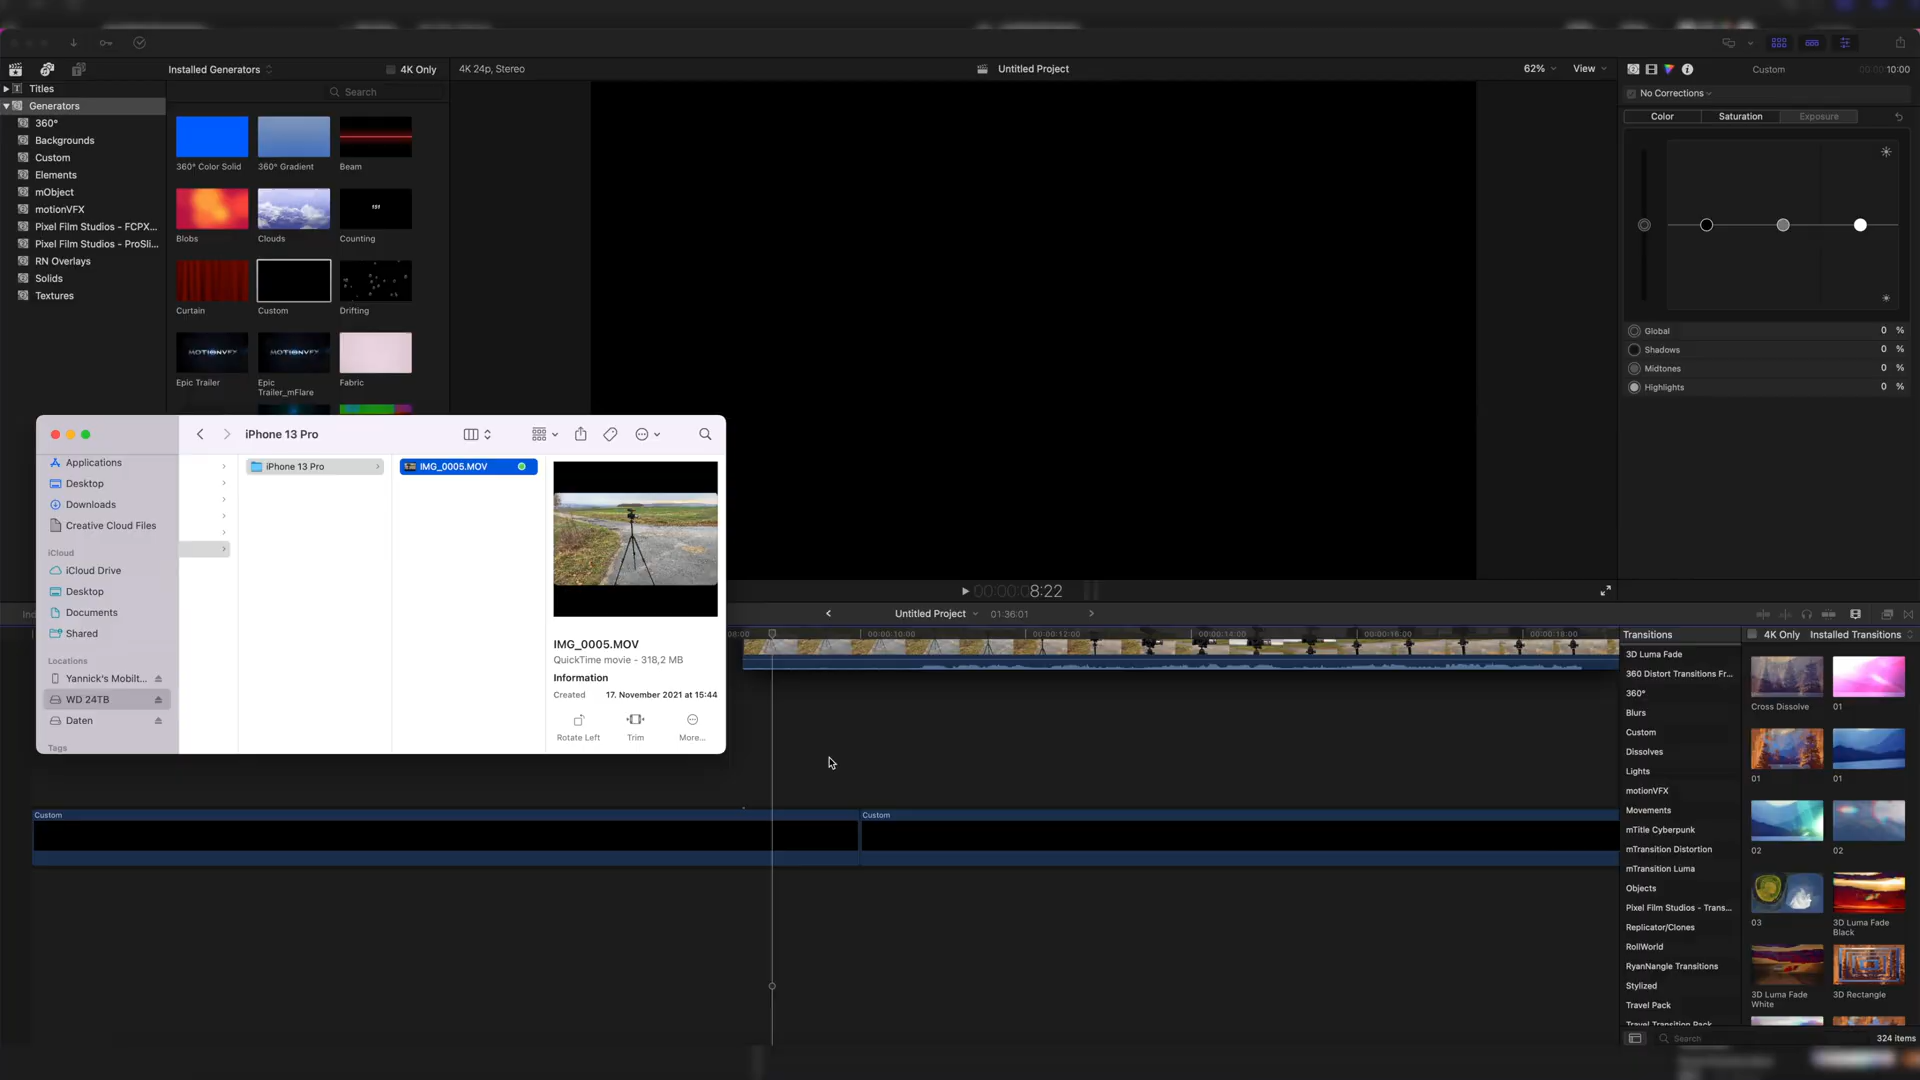 Installed Generators
4K Only
4K 24p, Stereo
Untitled Project
62%
View
Custom
10:00
Titles
Search
No Corrections
Generators
360°
Backgrounds
Custom
Elements
mObject
motionVFX
Pixel Film Studios - FCPX...
Pixel Film Studios - ProSli...
RN Overlays
Solids
Textures
360° Color Solid
360° Gradient
Beam
Blobs
Clouds
Counting
Curtain
Custom
Drifting
MOTIONVFX
MOTIONVFX
Epic Trailer
Epic
Trailer_mFlare
Fabric
Color
Saturation
Exposure
Global
0 %
Shadows
0 %
Midtones
0 %
Highlights
0 %
iPhone 13 Pro
Applications
Desktop
Downloads
Creative Cloud Files
iCloud
iCloud Drive
Desktop
Documents
Shared
Locations
Yannick's Mobilt...
WD 24TB
Daten
Tags
iPhone 13 Pro
IMG_0005.MOV
IMG_0005.MOV
QuickTime movie - 318,2 MB
Information
Created
17. November 2021 at 15:44
Rotate Left
Trim
More...
00:00:08:22
Untitled Project
01:36:01
00:00:10:00
00:00:12:00
00:00:14:00
00:00:16:00
00:00:18:00
Custom
Custom
Transitions
4K Only
Installed Transitions
3D Luma Fade
360 Distort Transitions Fr...
360°
Blurs
Custom
Dissolves
Lights
motionVFX
Movements
mTitle Cyberpunk
mTransition Distortion
mTransition Luma
Objects
Pixel Film Studios - Trans...
Replicator/Clones
RollWorld
RyanNangle Transitions
Stylized
Travel Pack
Travel Transition Pack
Cross Dissolve
01
01
01
02
02
03
3D Luma Fade
Black
3D Luma Fade
White
3D Rectangle
Search
324 items